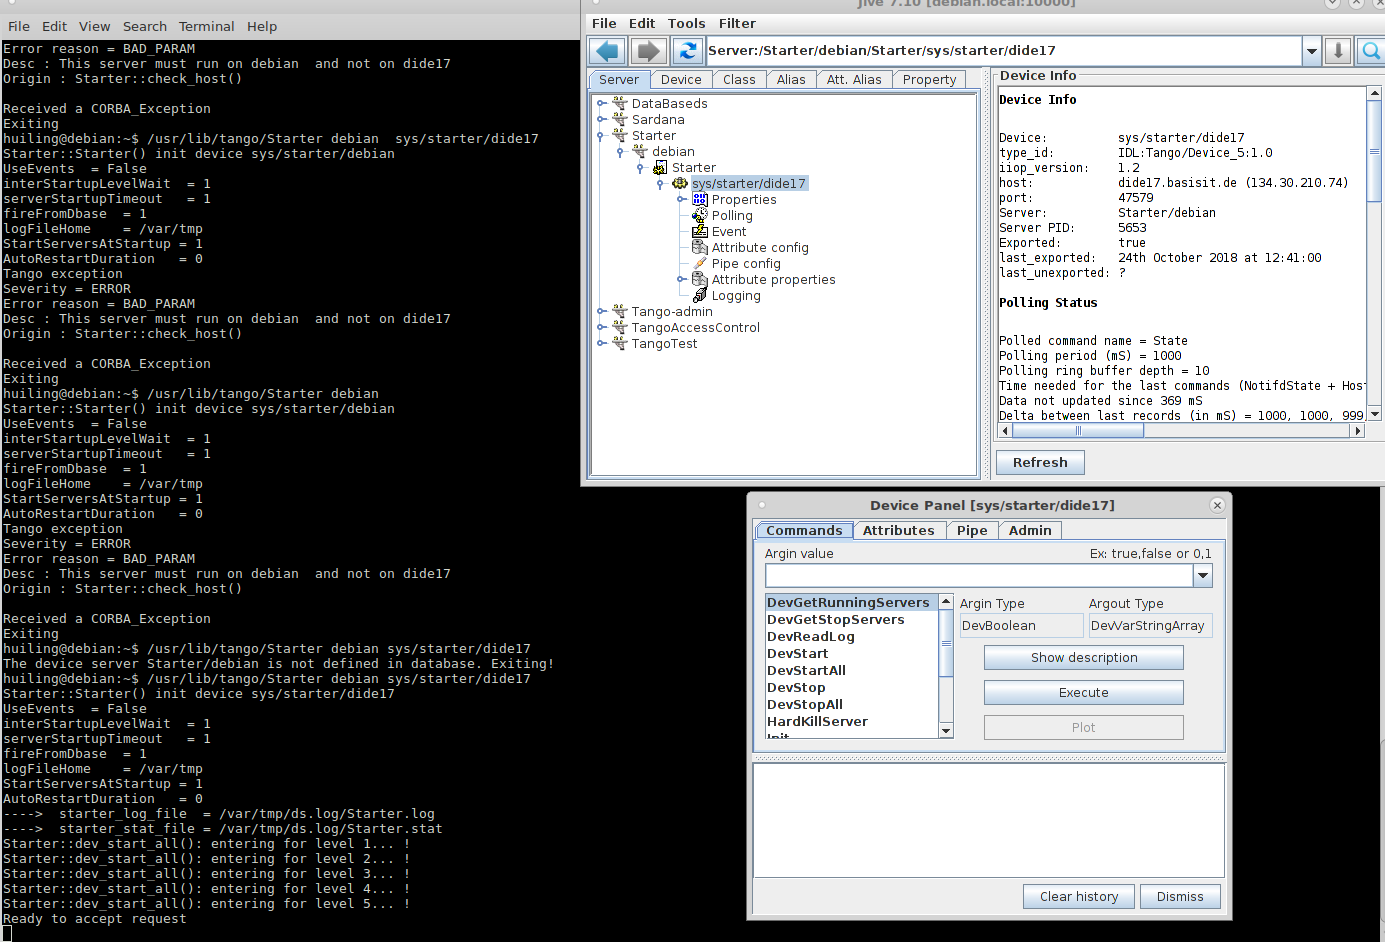 File Edit View Search Terminal Help
Error reason = BAD_PARAM
Desc : This server must run on debian  and not on dide17
Origin : Starter::check_host()
Received a CORBA_Exception
Exiting
huiling@debian:~$ /usr/lib/tango/Starter debian  sys/starter/dide17
Starter::Starter() init device sys/starter/debian
UseEvents  = False
interStartupLevelWait  = 1
serverStartupTimeout   = 1
fireFromDbase  = 1
logFileHome    = /var/tmp
StartServersAtStartup = 1
AutoRestartDuration   = 0
Tango exception
Severity = ERROR
Error reason = BAD_PARAM
Desc : This server must run on debian  and not on dide17
Origin : Starter::check_host()
Received a CORBA_Exception
Exiting
huiling@debian:~$ /usr/lib/tango/Starter debian
Starter::Starter() init device sys/starter/debian
UseEvents  = False
interStartupLevelWait  = 1
serverStartupTimeout   = 1
fireFromDbase  = 1
logFileHome    = /var/tmp
StartServersAtStartup = 1
AutoRestartDuration   = 0
Tango exception
Severity = ERROR
Error reason = BAD_PARAM
Desc : This server must run on debian  and not on dide17
Origin : Starter::check_host()
Received a CORBA_Exception
Exiting
huiling@debian:~$ /usr/lib/tango/Starter debian sys/starter/dide17
The device server Starter/debian is not defined in database. Exiting!
huiling@debian:~$ /usr/lib/tango/Starter debian sys/starter/dide17
Starter::Starter() init device sys/starter/dide17
UseEvents  = False
interStartupLevelWait  = 1
serverStartupTimeout   = 1
fireFromDbase  = 1
logFileHome    = /var/tmp
StartServersAtStartup = 1
AutoRestartDuration   = 0
---->  starter_log_file  = /var/tmp/ds.log/Starter.log
---->  starter_stat_file = /var/tmp/ds.log/Starter.stat
Starter::dev_start_all(): entering for level 1... !
Starter::dev_start_all(): entering for level 2... !
Starter::dev_start_all(): entering for level 3... !
Starter::dev_start_all(): entering for level 4... !
Starter::dev_start_all(): entering for level 5... !
Ready to accept request
Jive 7.10 [debian.local:10000]
File Edit Tools Filter
Server:/Starter/debian/Starter/sys/starter/dide17
Server Device Class Alias Att. Alias Property
DataBaseds
Sardana
Starter
debian
Starter
sys/starter/dide17
Properties
Polling
Event
Attribute config
Pipe config
Attribute properties
Logging
Tango-admin
TangoAccessControl
TangoTest
Device Info
Device Info
Device: sys/starter/dide17
type_id: IDL:Tango/Device_5:1.0
iiop_version: 1.2
host: dide17.basisit.de (134.30.210.74)
port: 47579
Server: Starter/debian
Server PID: 5653
Exported: true
last_exported: 24th October 2018 at 12:41:00
last_unexported: ?
Polling Status
Polled command name = State
Polling period (mS) = 1000
Polling ring buffer depth = 10
Time needed for the last commands (NotifdState + Hos
Data not updated since 369 mS
Delta between last records (in mS) = 1000, 1000, 999
Refresh
Device Panel [sys/starter/dide17]
Commands Attributes Pipe Admin
Argin value Ex: true,false or 0,1
DevGetRunningServers
DevGetStopServers
DevReadLog
DevStart
DevStartAll
DevStop
DevStopAll
HardKillServer
Init
Argin Type Argout Type
DevBoolean DevVarStringArray
Show description
Execute
Plot
Clear history Dismiss